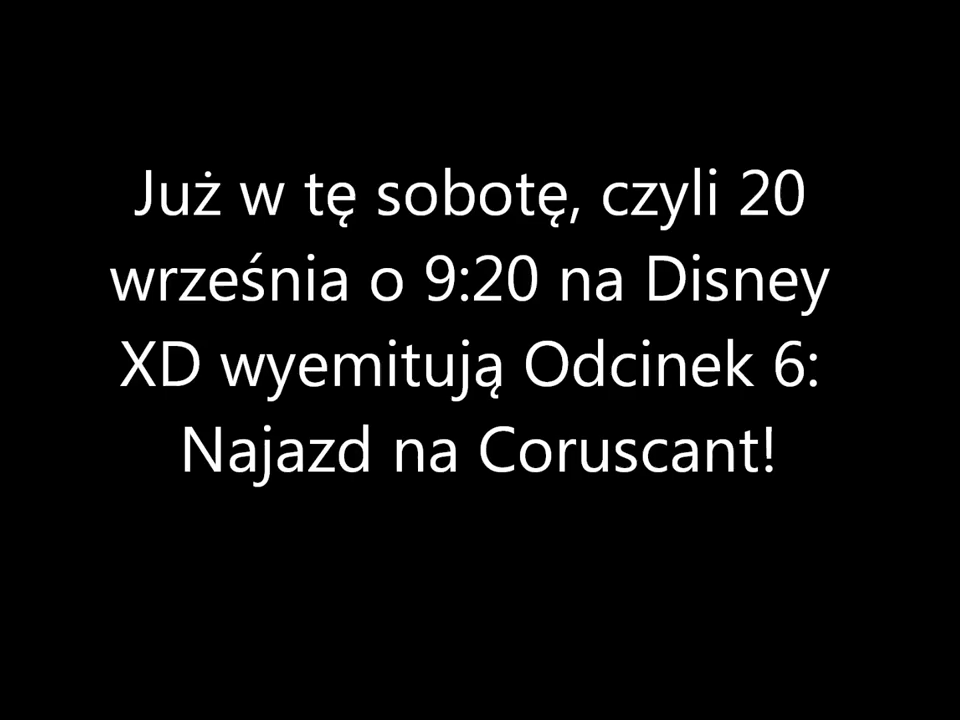 Już w tę sobotę, czyli 20
września o 9:20 na Disney
XD wyemitują Odcinek 6:
Najazd na Coruscant!